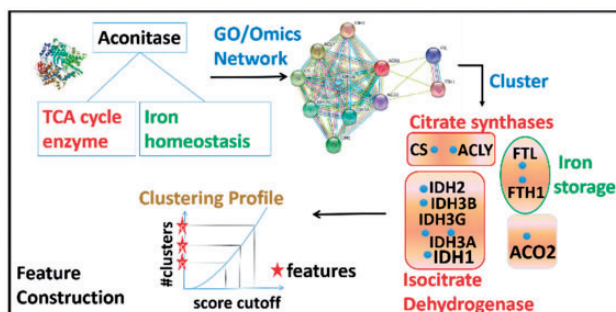 Aconitase
GO/Omics
Network
TCA cycle
enzyme
Iron
homeostasis
Cluster
Citrate synthases
CS
ACLY
FTL
FTH1
Iron
storage
IDH2
IDH3B
IDH3G
IDH3A
IDH1
ACO2
Isocitrate
Dehydrogenase
Clustering Profile
#clusters
features
score cutoff
Feature
Construction